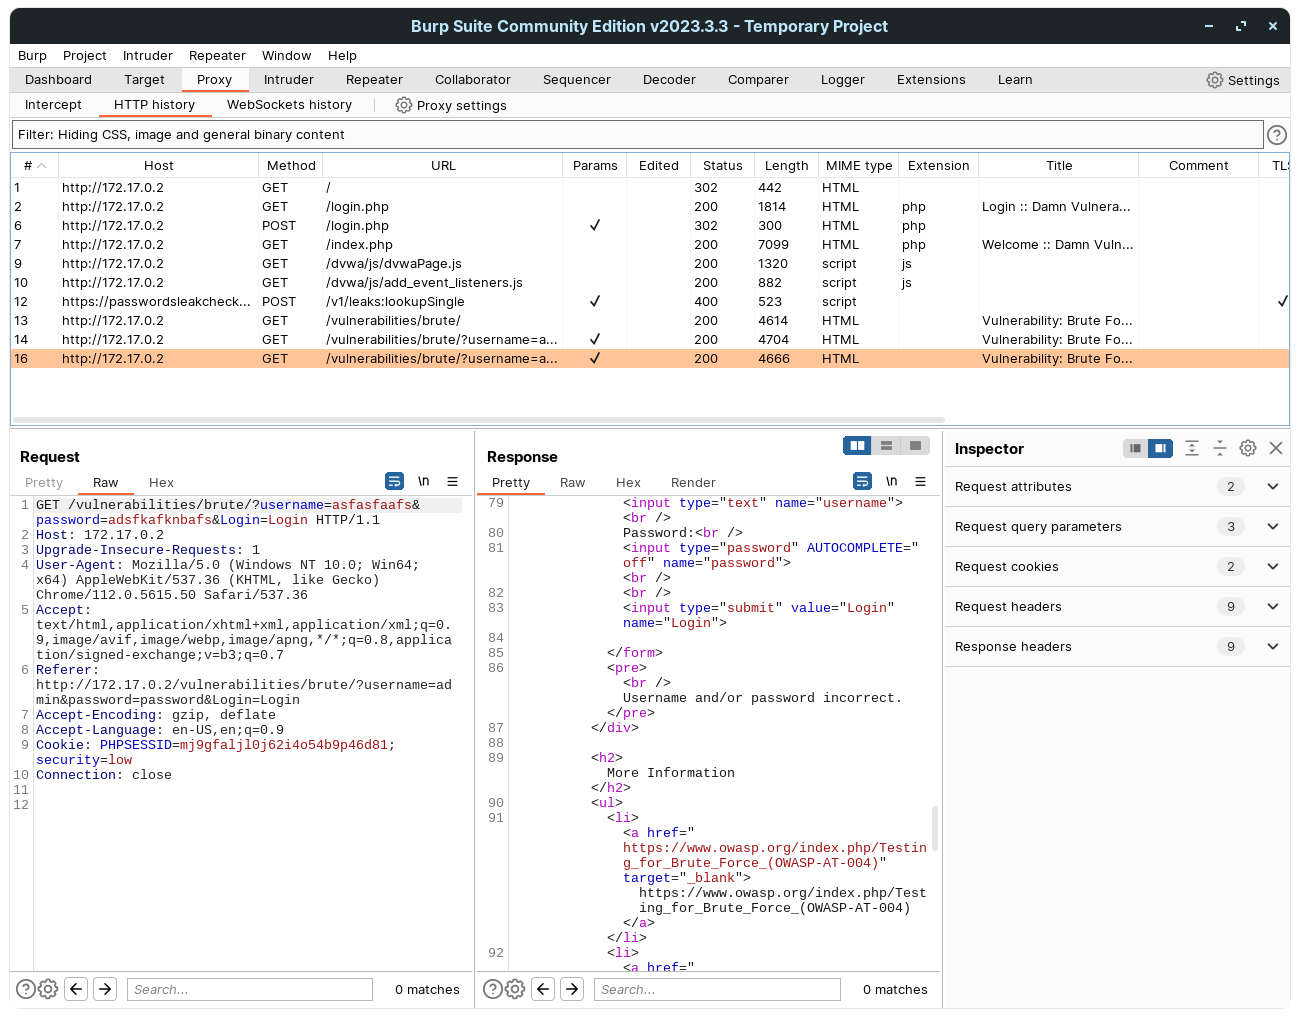 Burp Suite Community Edition v2023.3.3 - Temporary Project
Burp Project Intruder Repeater Window Help
Dashboard Target Proxy Intruder Repeater Collaborator Sequencer Decoder Comparer Logger Extensions Learn Settings
Intercept HTTP history WebSockets history Proxy settings
Filter: Hiding CSS, image and general binary content
# Host Method URL Params Edited Status Length MIME type Extension Title Comment TLS
1 http://172.17.0.2 GET / 302 442 HTML
2 http://172.17.0.2 GET /login.php 200 1814 HTML php Login :: Damn Vulnera...
6 http://172.17.0.2 POST /login.php ✓ 302 300 HTML php
7 http://172.17.0.2 GET /index.php 200 7099 HTML php Welcome :: Damn Vuln...
9 http://172.17.0.2 GET /dvwa/js/dvwaPage.js 200 1320 script js
10 http://172.17.0.2 GET /dvwa/js/add_event_listeners.js 200 882 script js
12 https://passwordsleakcheck... POST /v1/leaks:lookupSingle ✓ 400 523 script ✓
13 http://172.17.0.2 GET /vulnerabilities/brute/ 200 4614 HTML Vulnerability: Brute Fo...
14 http://172.17.0.2 GET /vulnerabilities/brute/?username=a... ✓ 200 4704 HTML Vulnerability: Brute Fo...
16 http://172.17.0.2 GET /vulnerabilities/brute/?username=a... ✓ 200 4666 HTML Vulnerability: Brute Fo...
Request
Pretty Raw Hex \n
1 GET /vulnerabilities/brute/?username=asfasfaafs&
password=adsfkafknbafs&Login=Login HTTP/1.1
2 Host: 172.17.0.2
3 Upgrade-Insecure-Requests: 1
4 User-Agent: Mozilla/5.0 (Windows NT 10.0; Win64;
x64) AppleWebKit/537.36 (KHTML, like Gecko)
Chrome/112.0.5615.50 Safari/537.36
5 Accept:
text/html,application/xhtml+xml,application/xml;q=0.
9,image/avif,image/webp,image/apng,*/*;q=0.8,applica
tion/signed-exchange;v=b3;q=0.7
6 Referer:
http://172.17.0.2/vulnerabilities/brute/?username=ad
min&password=password&Login=Login
7 Accept-Encoding: gzip, deflate
8 Accept-Language: en-US,en;q=0.9
9 Cookie: PHPSESSID=mj9gfaljl0j62i4o54b9p46d81;
security=low
10 Connection: close
11
12
Search... 0 matches
Response
Pretty Raw Hex Render \n
79 <input type="text" name="username">
<br />
80 Password:<br />
81 <input type="password" AUTOCOMPLETE="
off" name="password">
<br />
82 <br />
83 <input type="submit" value="Login"
name="Login">
84
85 </form>
86 <pre>
<br />
Username and/or password incorrect.
</pre>
87 </div>
88
89 <h2>
More Information
</h2>
90 <ul>
91 <li>
<a href="
https://www.owasp.org/index.php/Testin
g_for_Brute_Force_(OWASP-AT-004)"
target="_blank">
https://www.owasp.org/index.php/Test
ing_for_Brute_Force_(OWASP-AT-004)
</a>
</li>
92 <li>
<a href="
Search... 0 matches
Inspector
Request attributes 2
Request query parameters 3
Request cookies 2
Request headers 9
Response headers 9